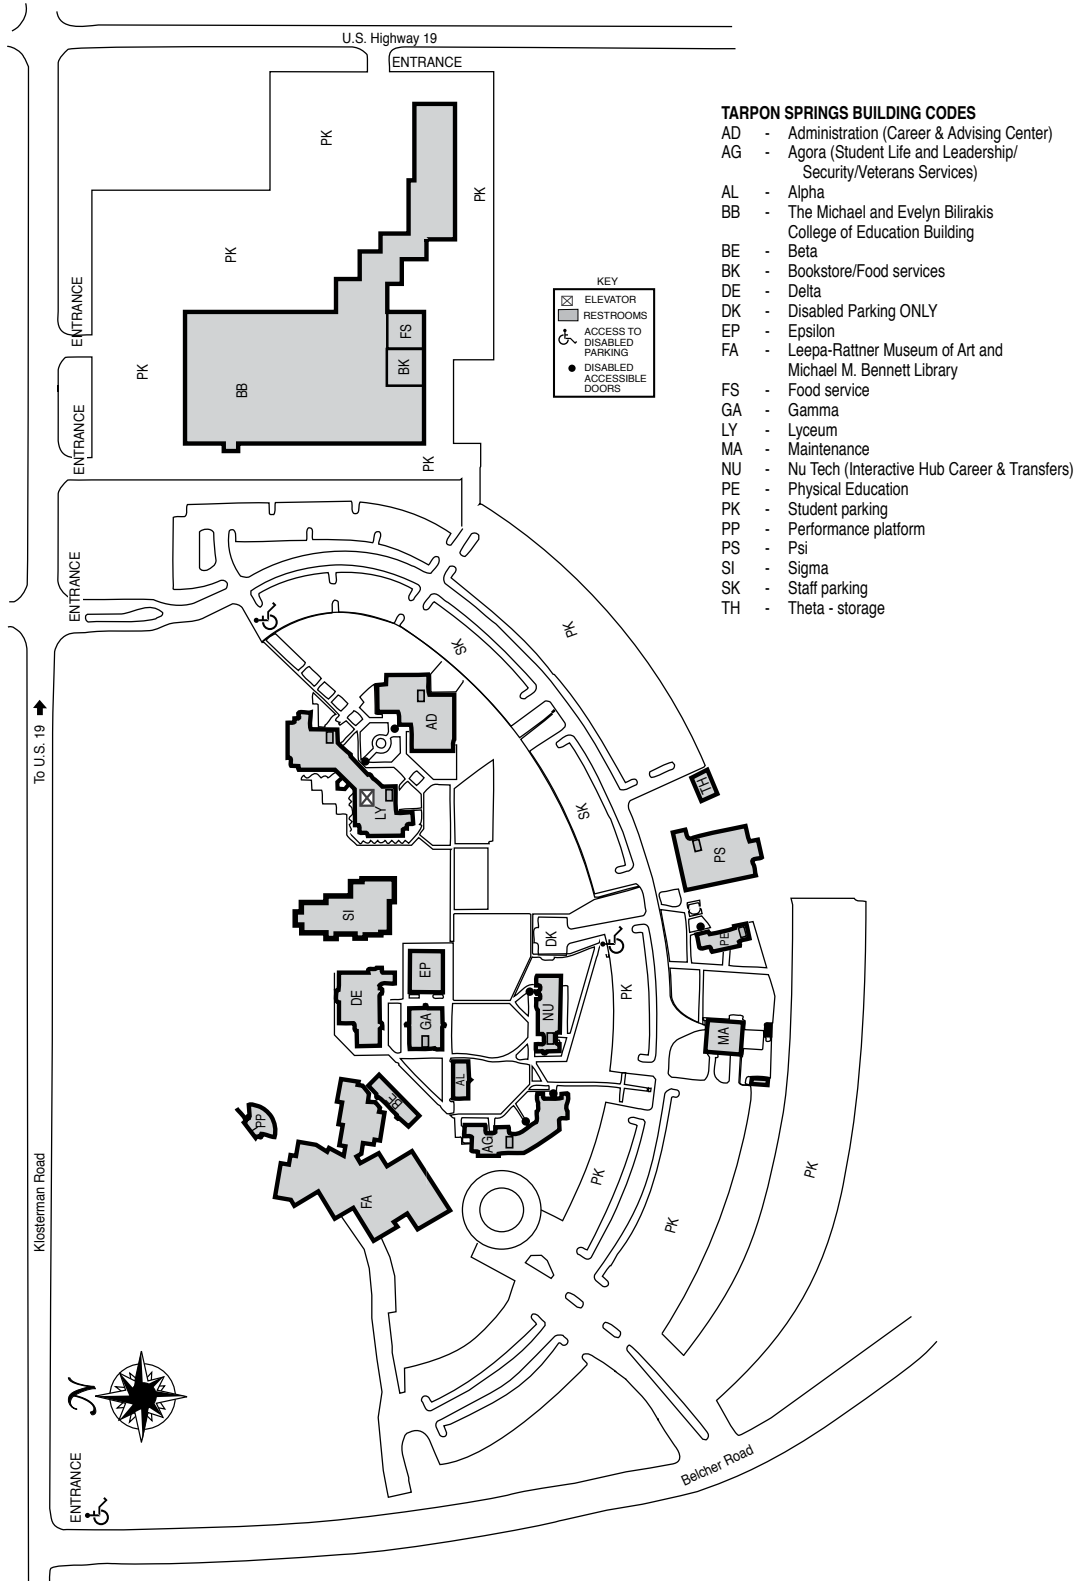 U.S. Highway 19
ENTRANCE
PK
PK
PK
ENTRANCE
PK
FS
BK
BB
ENTRANCE
PK
TARPON SPRINGS BUILDING CODES
AD - Administration (Career & Advising Center)
AG - Agora (Student Life and Leadership/
Security/Veterans Services)
AL - Alpha
BB - The Michael and Evelyn Bilirakis
College of Education Building
BE - Beta
BK - Bookstore/Food services
DE - Delta
DK - Disabled Parking ONLY
EP - Epsilon
FA - Leepa-Rattner Museum of Art and
Michael M. Bennett Library
FS - Food service
GA - Gamma
LY - Lyceum
MA - Maintenance
NU - Nu Tech (Interactive Hub Career & Transfers)
PE - Physical Education
PK - Student parking
PP - Performance platform
PS - Psi
SI - Sigma
SK - Staff parking
TH - Theta - storage
KEY
ELEVATOR
RESTROOMS
ACCESS TO
DISABLED
PARKING
DISABLED
ACCESSIBLE
DOORS
ENTRANCE
PK
SK
AD
To U.S. 19
TH
LY
SK
PS
SI
DK
PE
EP
PK
DE
NU
GA
MA
AL
PP
AG
PK
PK
FA
PK
Klosterman Road
N
ENTRANCE
Belcher Road